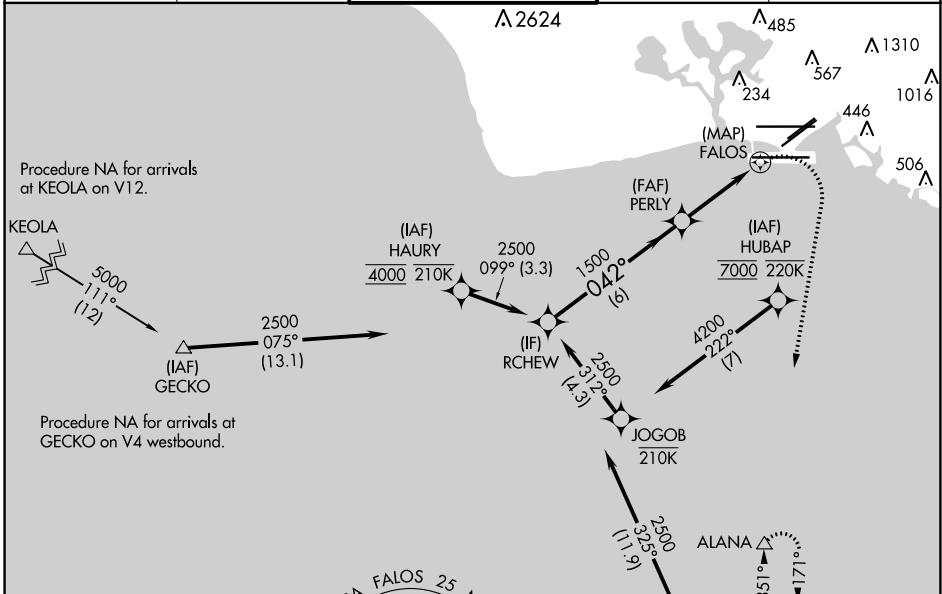 2624
485
1310
567
234
1016
446
506
(MAP)
FALOS
Procedure NA for arrivals
at KEOLA on V12.
KEOLA
5000
111°
(12)
(IAF)
GECKO
2500
075°
(13.1)
Procedure NA for arrivals at
GECKO on V4 westbound.
(IAF)
HAURY
4000 210K
2500
099° (3.3)
(IF)
RCHEW
1500
042°
(6)
(FAF)
PERLY
(IAF)
HUBAP
7000 220K
4200
222°
(7)
2500
312°
(4.3)
JOGOB
210K
2500
325°
(11.9)
ALANA
351°
171°
FALOS 25